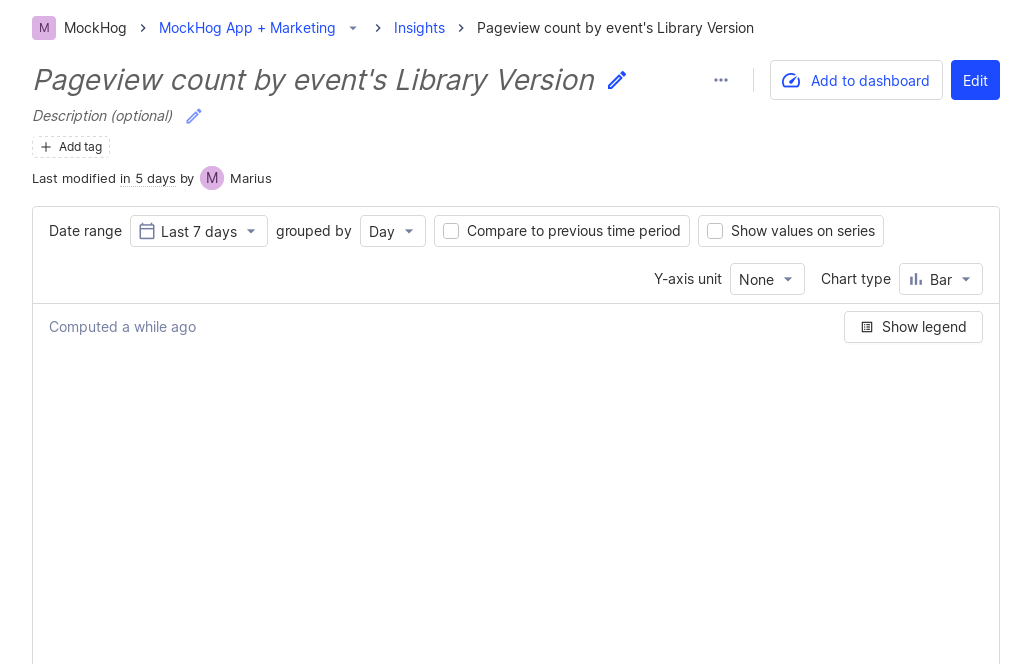 M MockHog > MockHog App + Marketing > Insights > Pageview count by event's Library Version
Pageview count by event's Library Version
Add to dashboard
Edit
Description (optional)
Add tag
Last modified in 5 days by M Marius
Date range Last 7 days grouped by Day Compare to previous time period Show values on series
Y-axis unit None Chart type Bar
Computed a while ago Show legend